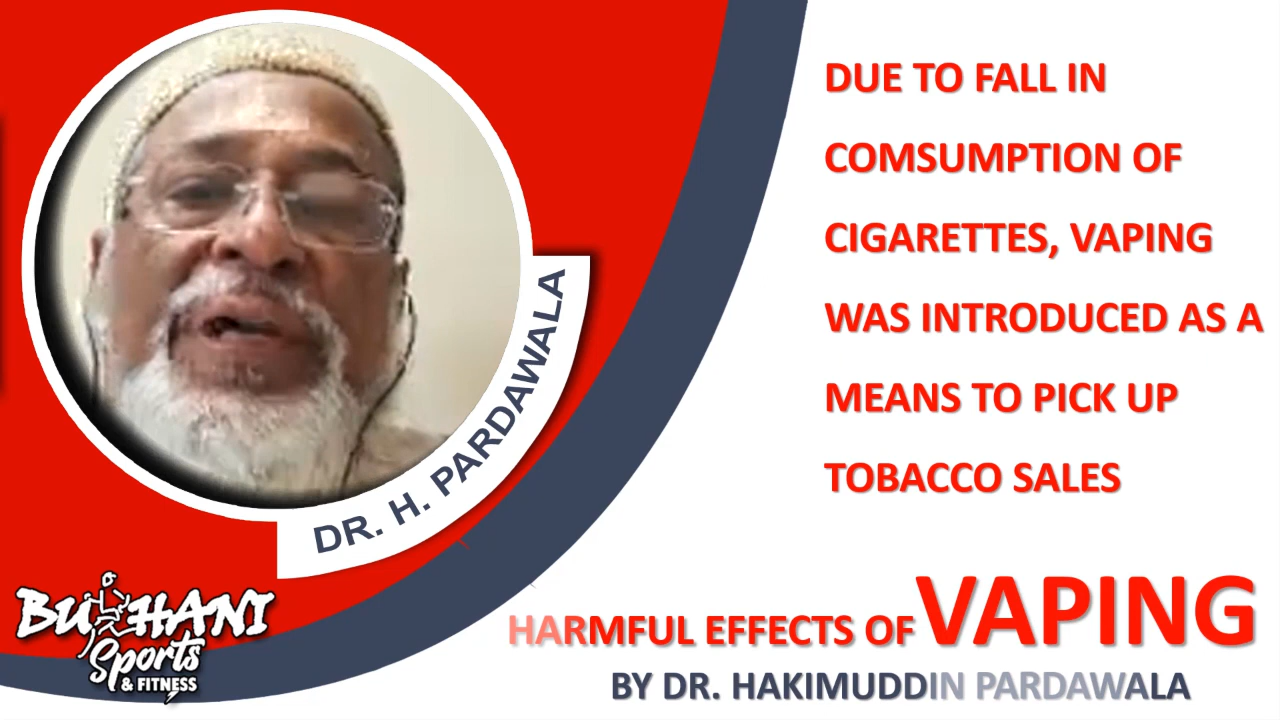 DUE TO FALL IN
COMSUMPTION OF
CIGARETTES, VAPING
WAS INTRODUCED AS A
MEANS TO PICK UP
TOBACCO SALES
DR. H. PARDAWALA
HARMFUL EFFECTS OF VAPING
BY DR. HAKIMUDDIN PARDAWALA
BURHANI
Sports
& FITNESS